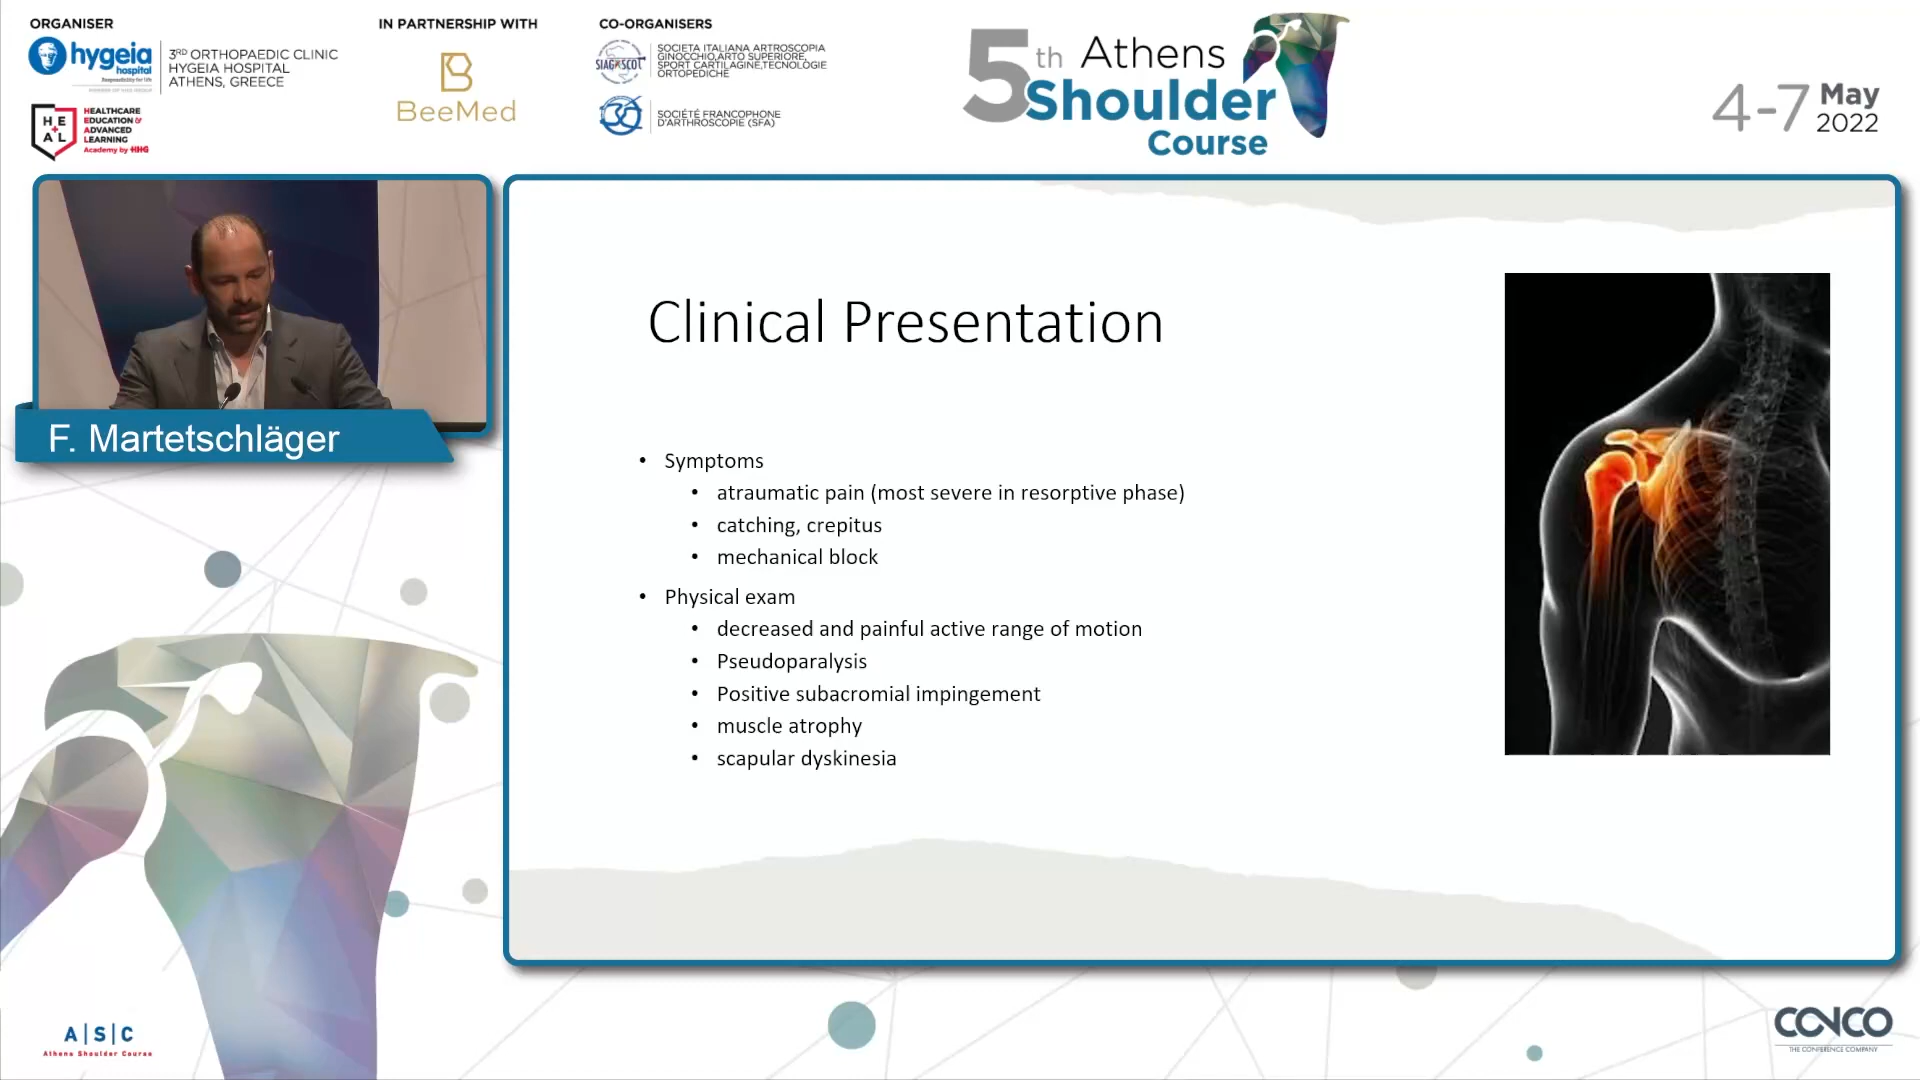 ORGANISER
hygeia
hospital
3RD ORTHOPAEDIC CLINIC
HYGEIA HOSPITAL
ATHENS, GREECE
HEAL
HEALTHCARE
EDUCATION &
ADVANCED
LEARNING
Academy by HHG
IN PARTNERSHIP WITH
BeeMed
CO-ORGANISERS
SIAGASCOT
SOCIETA ITALIANA ARTROSCOPIA
GINOCCHIO,ARTO SUPERIORE,
SPORT CARTILAGINE,TECNOLOGIE
ORTOPEDICHE
SOCIÉTÉ FRANCOPHONE
D'ARTHROSCOPIE (SFA)
5th Athens
Shoulder
Course
4-7 May
2022
F. Martetschläger
Clinical Presentation
• Symptoms
• atraumatic pain (most severe in resorptive phase)
• catching, crepitus
• mechanical block
• Physical exam
• decreased and painful active range of motion
• Pseudoparalysis
• Positive subacromial impingement
• muscle atrophy
• scapular dyskinesia
A|S|C
Athens Shoulder Course
CONCO
THE CONFERENCE COMPANY